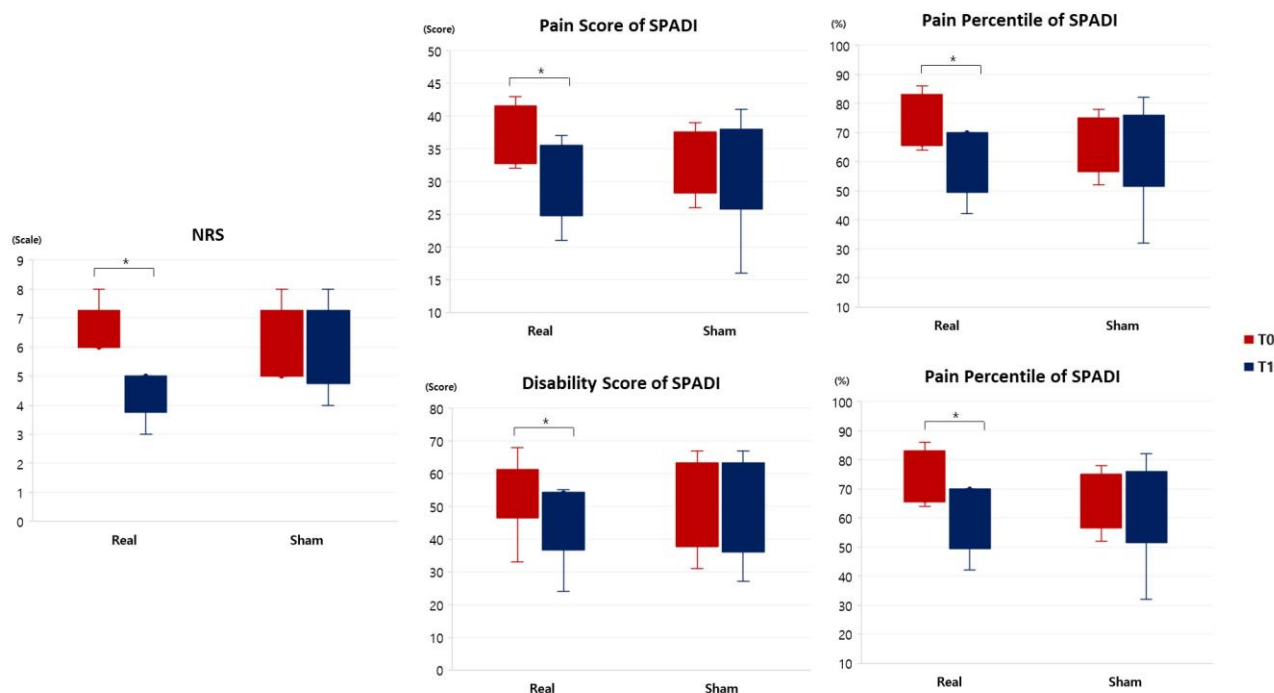 NRS
(Scale)
9
8
7
6
5
4
3
2
1
0
*
Real
Sham
Pain Score of SPADI
(Score)
50
45
40
35
30
25
20
15
10
*
Real
Sham
Pain Percentile of SPADI
(%)
100
90
80
70
60
50
40
30
20
10
*
Real
Sham
Disability Score of SPADI
(Score)
80
70
60
50
40
30
20
10
0
*
Real
Sham
Pain Percentile of SPADI
(%)
100
90
80
70
60
50
40
30
20
10
*
Real
Sham
T0
T1